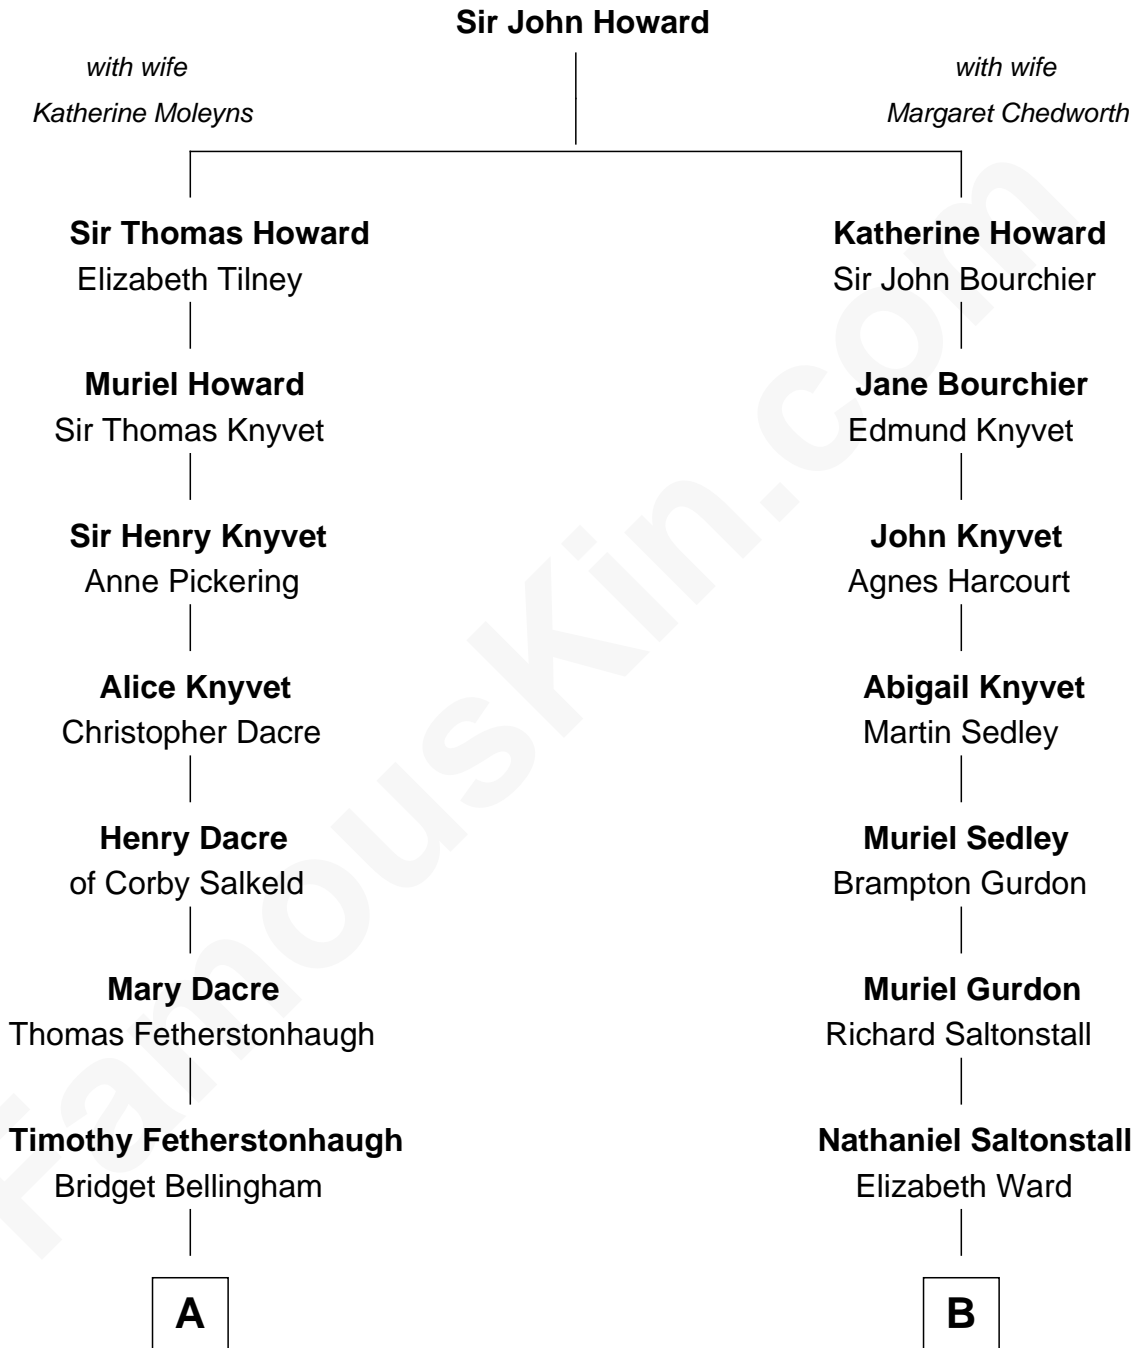 Sir John Howard
with wife
Katherine Moleyns
with wife
Margaret Chedworth
Sir Thomas Howard
Elizabeth Tilney
Katherine Howard
Sir John Bourchier
Muriel Howard
Sir Thomas Knyvet
Jane Bourchier
Edmund Knyvet
Sir Henry Knyvet
Anne Pickering
John Knyvet
Agnes Harcourt
Alice Knyvet
Christopher Dacre
Abigail Knyvet
Martin Sedley
Henry Dacre
of Corby Salkeld
Muriel Sedley
Brampton Gurdon
Mary Dacre
Thomas Fetherstonhaugh
Muriel Gurdon
Richard Saltonstall
Timothy Fetherstonhaugh
Bridget Bellingham
Nathaniel Saltonstall
Elizabeth Ward
A
B
FamousKin.com